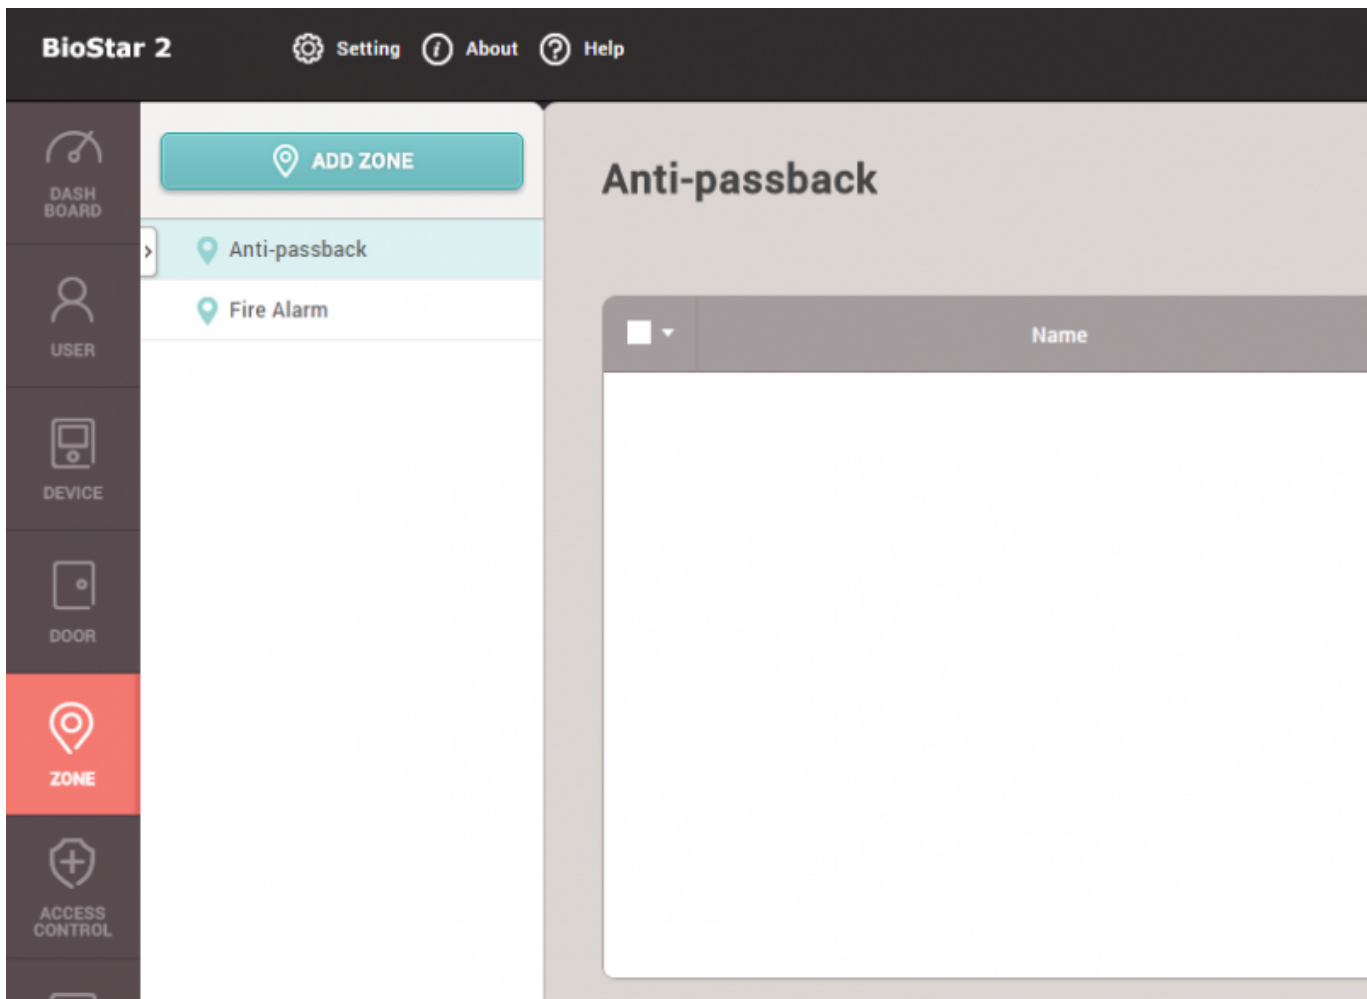 BioStar 2
Setting
About
Help
DASH
BOARD
USER
DEVICE
DOOR
ZONE
ACCESS
CONTROL
ADD ZONE
Anti-passback
Fire Alarm
Anti-passback
Name